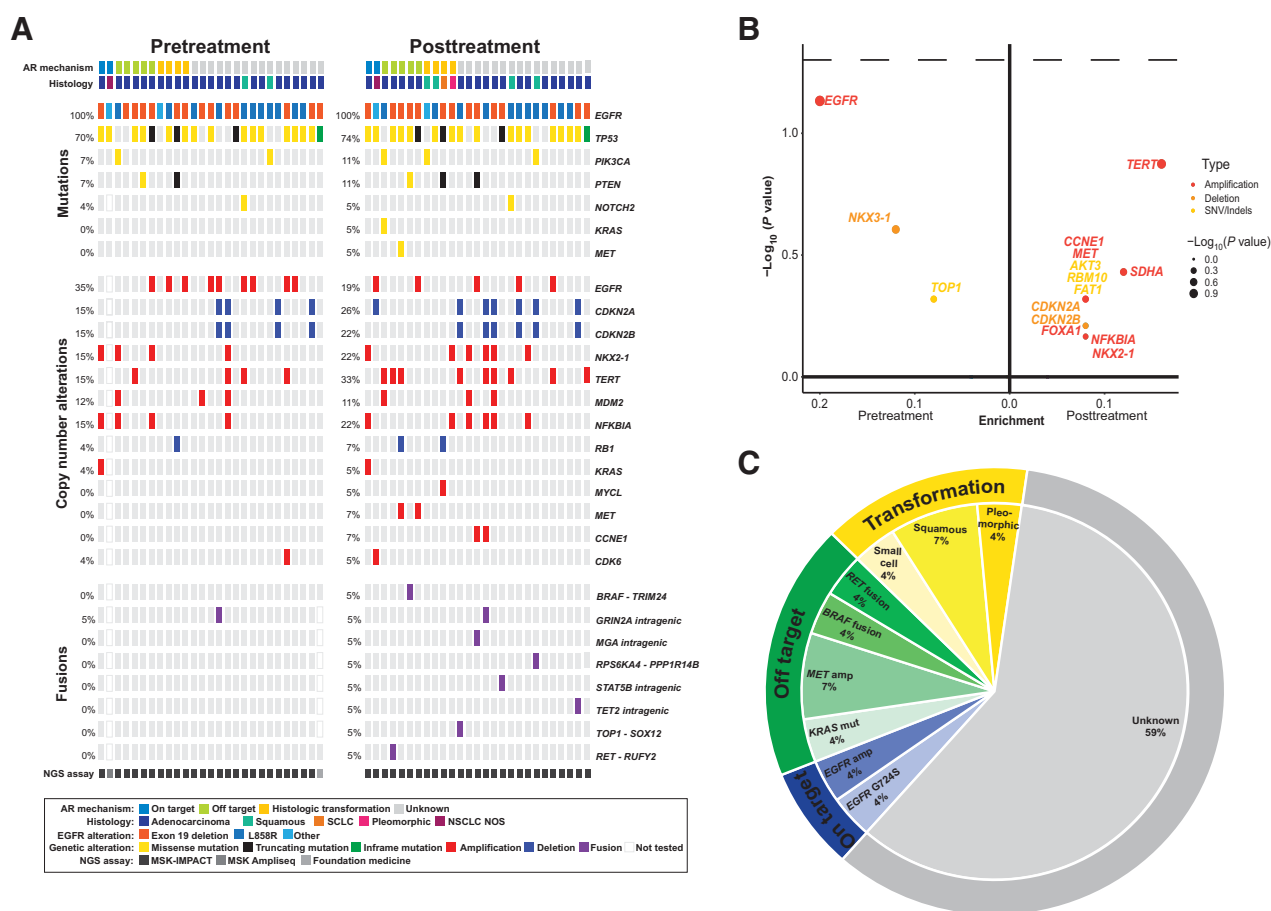 A
Pretreatment
Posttreatment
AR mechanism
Histology
Mutations
100% 100% EGFR
70% 74% TP53
7% 11% PIK3CA
7% 11% PTEN
4% 5% NOTCH2
0% 5% KRAS
0% 5% MET
Copy number alterations
35% 19% EGFR
15% 26% CDKN2A
15% 22% CDKN2B
15% 22% NKX2-1
15% 33% TERT
12% 11% MDM2
15% 22% NFKBIA
4% 7% RB1
4% 5% KRAS
0% 5% MYCL
0% 7% MET
0% 7% CCNE1
4% 5% CDK6
Fusions
0% 5% BRAF - TRIM24
5% 5% GRIN2A intragenic
0% 5% MGA intragenic
0% 5% RPS6KA4 - PPP1R14B
0% 5% STAT5B intragenic
0% 5% TET2 intragenic
0% 5% TOP1 - SOX12
0% 5% RET - RUFY2
NGS assay
AR mechanism: On target Off target Histologic transformation Unknown
Histology: Adenocarcinoma Squamous SCLC Pleomorphic NSCLC NOS
EGFR alteration: Exon 19 deletion L858R Other
Genetic alteration: Missense mutation Truncating mutation Inframe mutation Amplification Deletion Fusion Not tested
NGS assay: MSK-IMPACT MSK Ampliseq Foundation medicine
B
−Log10 (P value)
1.0
0.5
0.0
EGFR
TERT
NKX3-1
TOP1
CCNE1
MET
AKT3
RBM10
FAT1
SDHA
CDKN2A
CDKN2B
FOXA1
NFKBIA
NKX2-1
0.2 0.1 0.0 0.1
Pretreatment Enrichment Posttreatment
Type
Amplification
Deletion
SNV/Indels
−Log10(P value)
0.0
0.3
0.6
0.9
C
Transformation
Pleo-
morphic
4%
Squamous
7%
Small
cell
4%
Off target
RET fusion
4%
BRAF fusion
4%
MET amp
7%
KRAS mut
4%
On target
EGFR amp
4%
EGFR G724S
4%
Unknown
59%